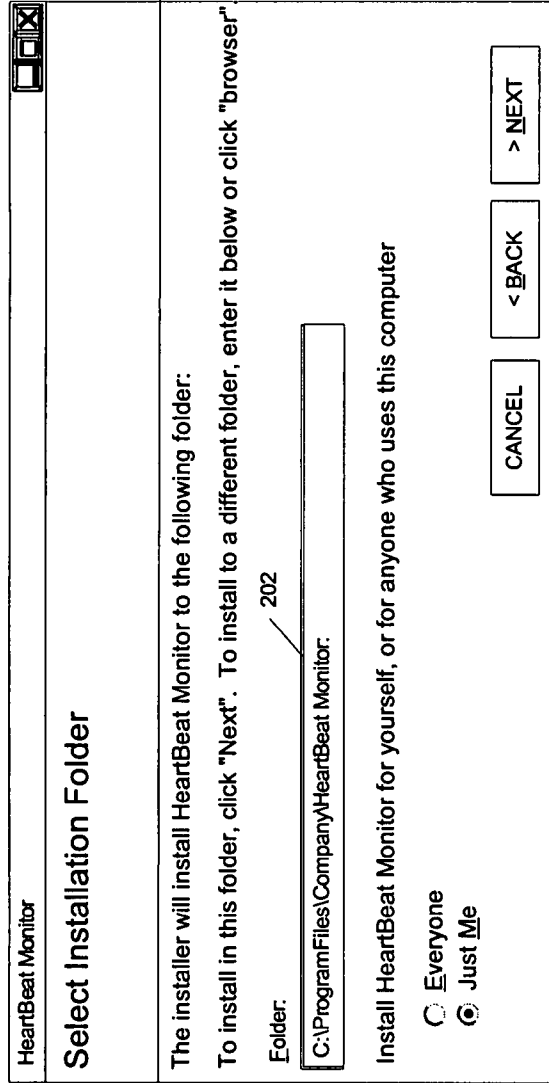 HeartBeat Monitor
Select Installation Folder
The installer will install HeartBeat Monitor to the following folder:
To install in this folder, click "Next". To install to a different folder, enter it below or click "browser".
Folder:
202
C:\ProgramFiles\Company\HeartBeat Monitor:
Install HeartBeat Monitor for yourself, or for anyone who uses this computer
Everyone
Just Me
CANCEL
< BACK
> NEXT